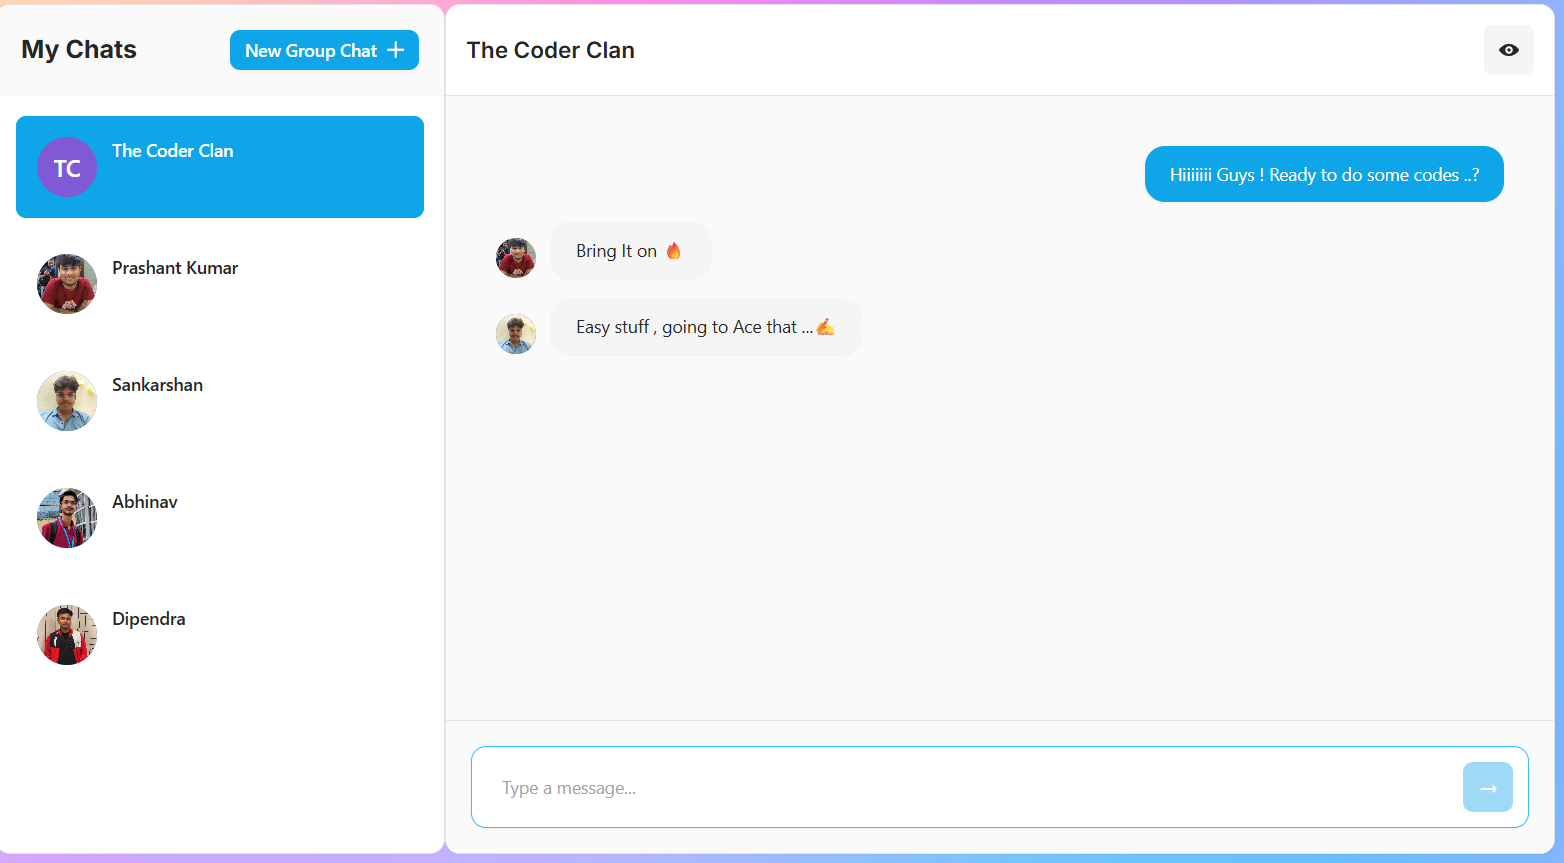 My Chats
New Group Chat +
The Coder Clan
TC
The Coder Clan
Prashant Kumar
Sankarshan
Abhinav
Dipendra
Hiiiiiii Guys ! Ready to do some codes ..?
Bring It on 🔥
Easy stuff , going to Ace that ...✍️
Type a message...
→